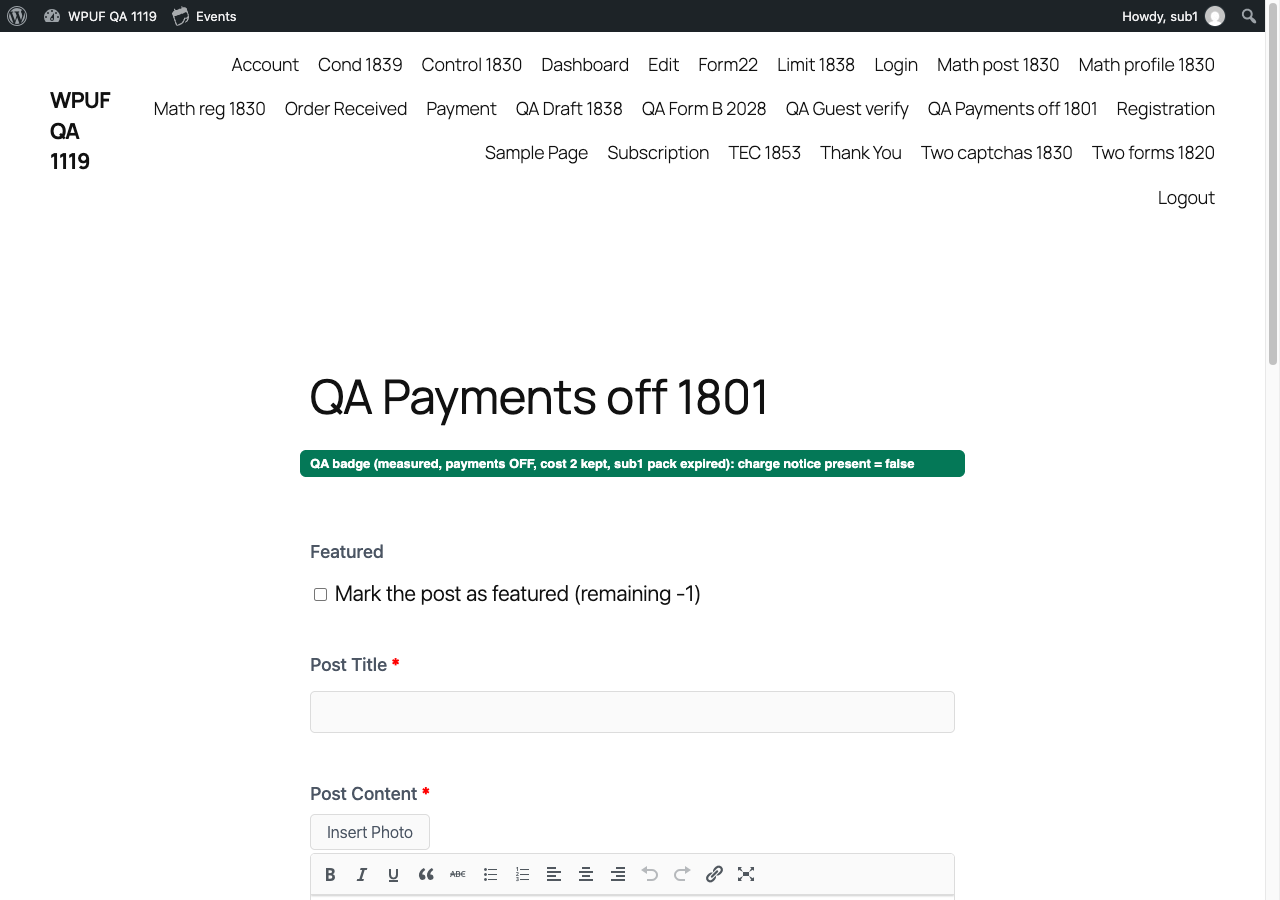 WPUF QA 1119 Events Howdy, sub1
Account Cond 1839 Control 1830 Dashboard Edit Form22 Limit 1838 Login Math post 1830 Math profile 1830
WPUF
QA
1119
Math reg 1830 Order Received Payment QA Draft 1838 QA Form B 2028 QA Guest verify QA Payments off 1801 Registration
Sample Page Subscription TEC 1853 Thank You Two captchas 1830 Two forms 1820
Logout
QA Payments off 1801
QA badge (measured, payments OFF, cost 2 kept, sub1 pack expired): charge notice present = false
Featured
Mark the post as featured (remaining -1)
Post Title *
Post Content *
Insert Photo
B I U ABC